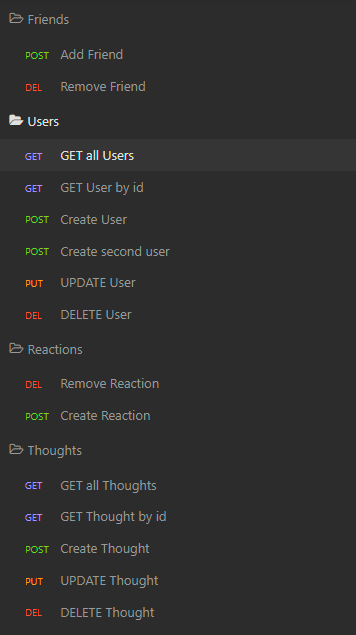 Friends
POST Add Friend
DEL Remove Friend
Users
GET GET all Users
GET GET User by id
POST Create User
POST Create second user
PUT UPDATE User
DEL DELETE User
Reactions
DEL Remove Reaction
POST Create Reaction
Thoughts
GET GET all Thoughts
GET GET Thought by id
POST Create Thought
PUT UPDATE Thought
DEL DELETE Thought